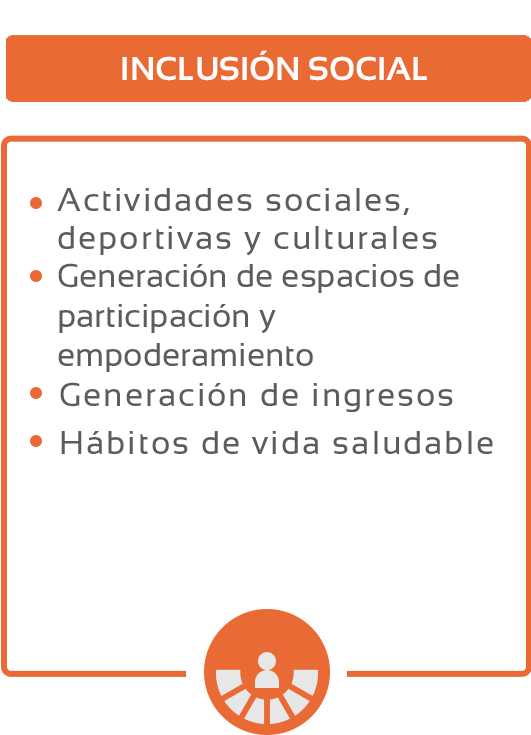 INCLUSIÓN SOCIAL
• Actividades sociales,
deportivas y culturales
• Generación de espacios de
participación y
empoderamiento
• Generación de ingresos
• Hábitos de vida saludable